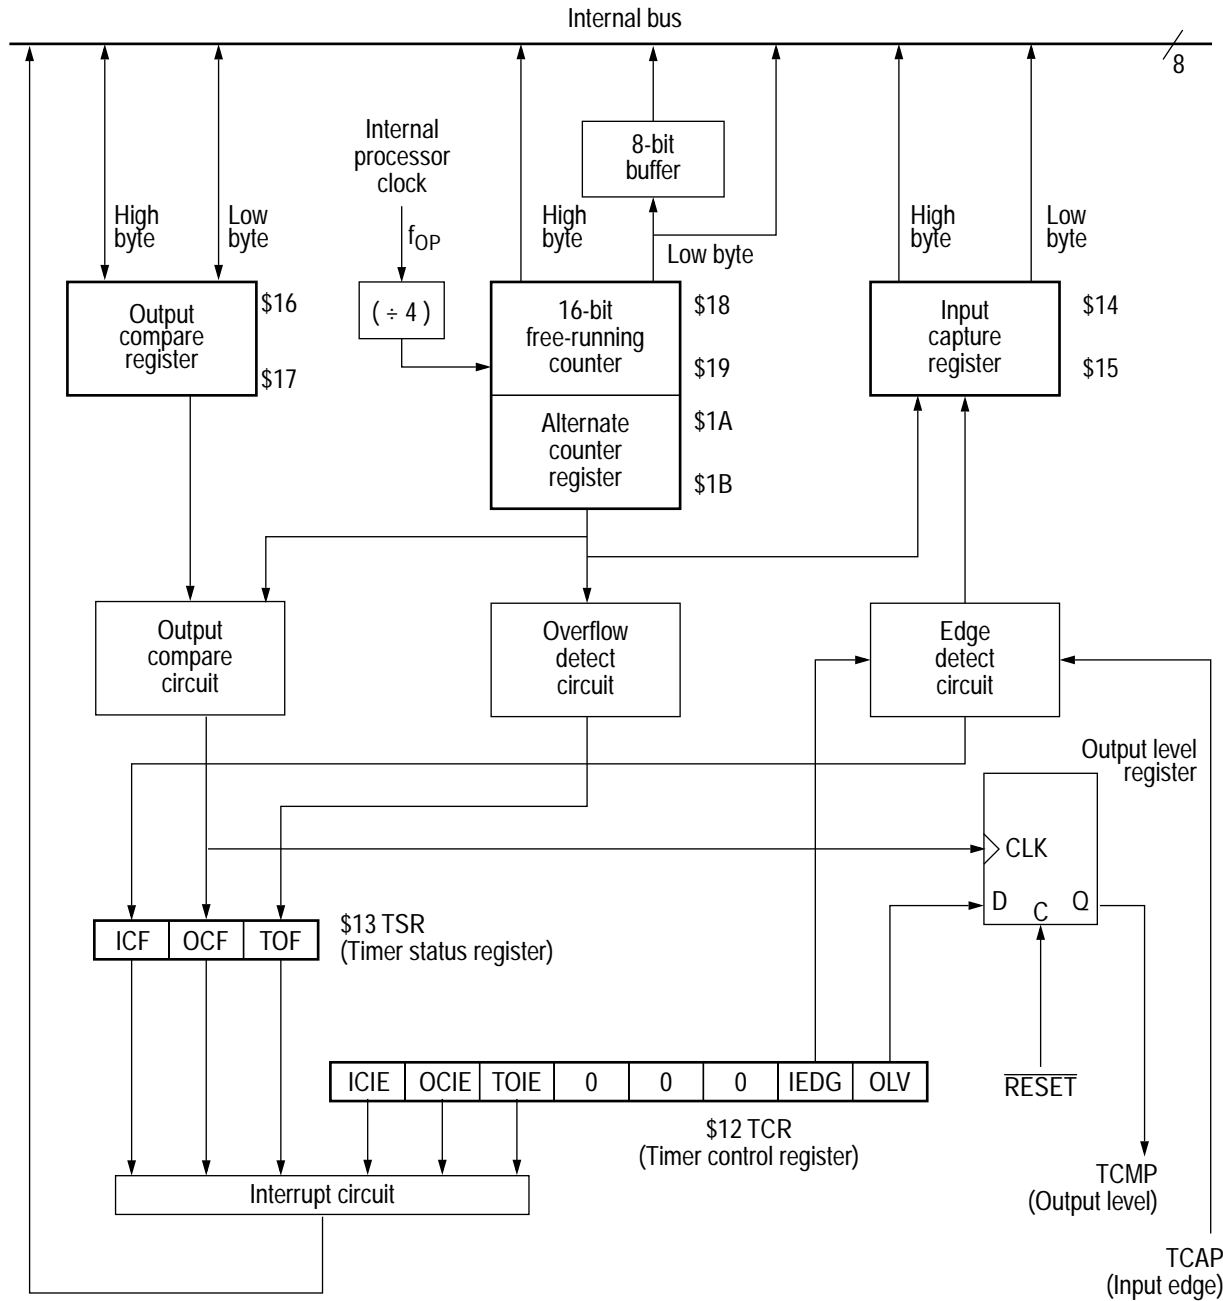 Internal bus
8
Internal
processor
clock
8-bit
buffer
High
byte
Low
byte
f_OP
High
byte
Low byte
High
byte
Low
byte
Output
compare
register
$16
$17
( ÷ 4 )
16-bit
free-running
counter
$18
$19
Alternate
counter
register
$1A
$1B
Input
capture
register
$14
$15
Output
compare
circuit
Overflow
detect
circuit
Edge
detect
circuit
Output level
register
CLK
D
C
Q
ICF OCF TOF
$13 TSR
(Timer status register)
ICIE OCIE TOIE 0 0 0 IEDG OLV
$12 TCR
(Timer control register)
RESET
Interrupt circuit
TCMP
(Output level)
TCAP
(Input edge)